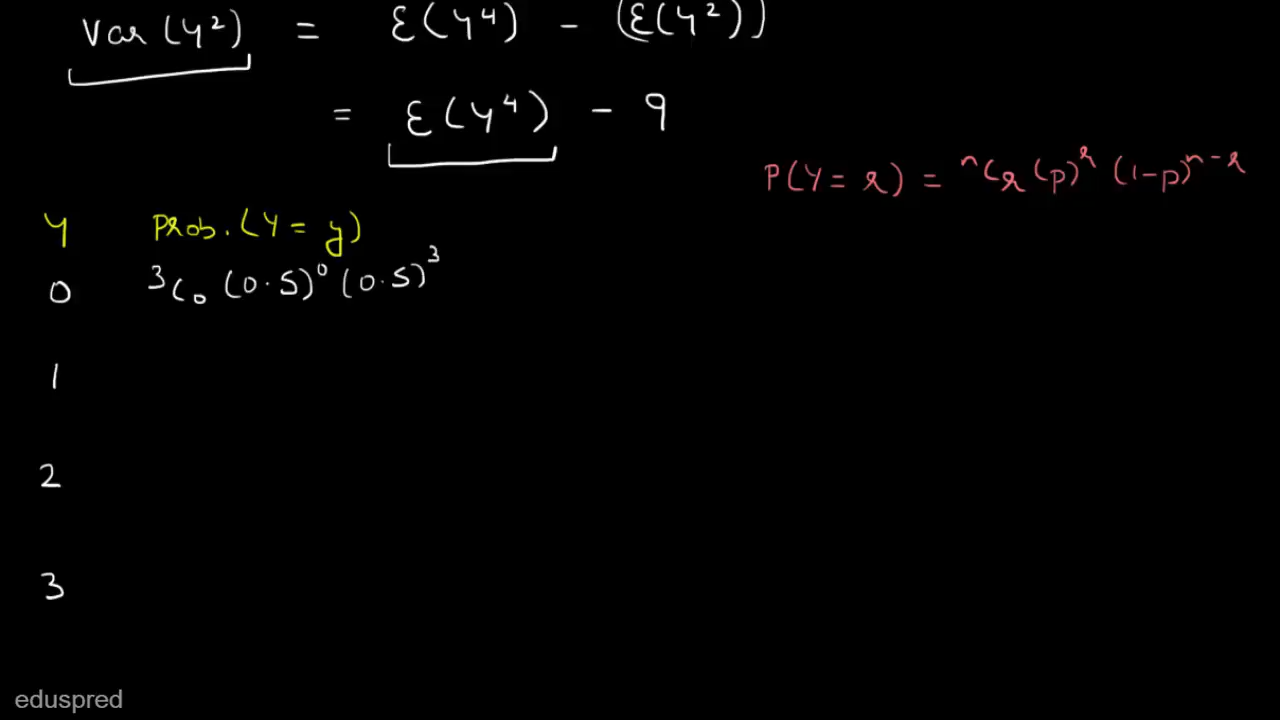 Var(Y²) = E(Y⁴) - (E(Y²))
= E(Y⁴) - 9
P(Y = r) = ⁿCr (p)ʳ (1-p)ⁿ⁻ʳ
Y Prob. (Y = y)
0 ³C₀ (0.5)⁰ (0.5)³
1
2
3
eduspred